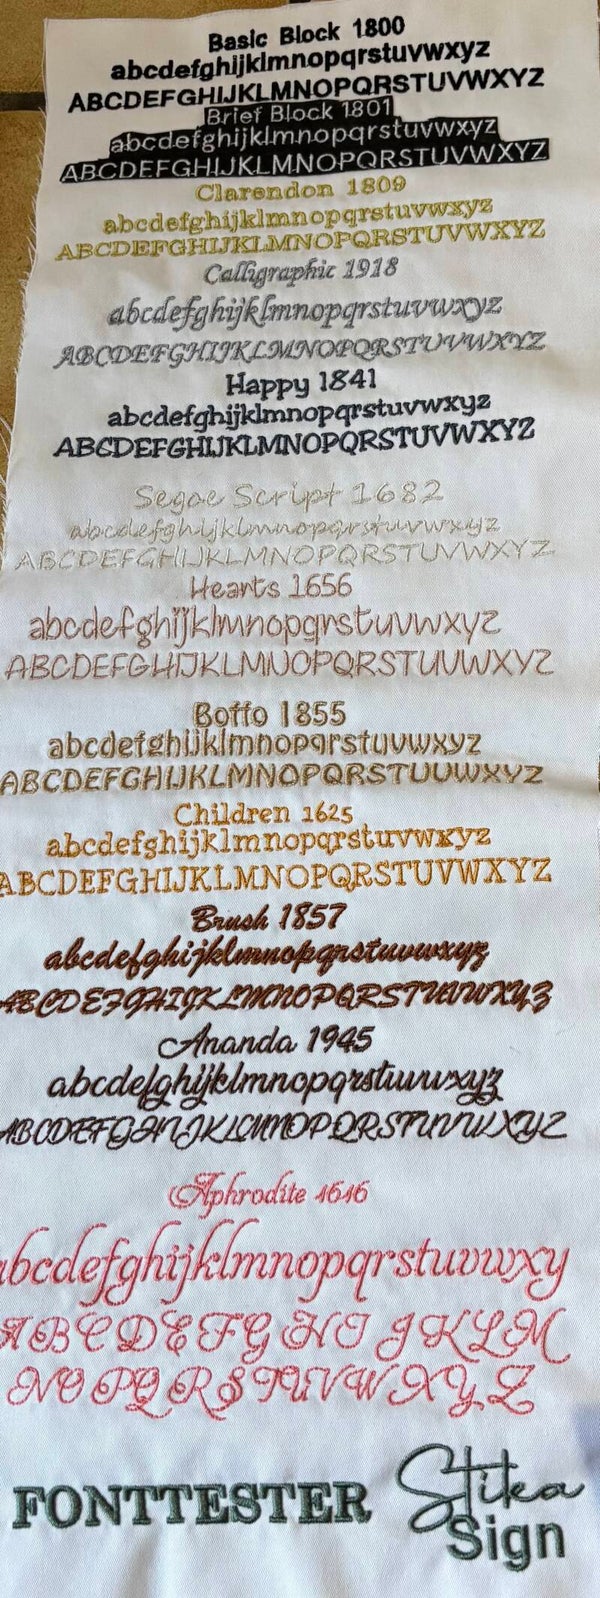 Basic Block 1800
abcdefghijklmnopqrstuvwxyz
ABCDEFGHIJKLMNOPQRSTUVWXYZ
Brief Block 1801
abcdefghijklmnopqrstuvwxyz
ABCDEFGHIJKLMNOPQRSTUVWXYZ
Clarendon 1809
abcdefghijklmnopqrstuvwxyz
ABCDEFGHIJKLMNOPQRSTUVWXYZ
Calligraphic 1918
abcdefghijklmnopqrstuvwxyz
ABCDEFGHIJKLMNOPQRSTUVWXYZ
Happy 1841
abcdefghijklmnopqrstuvwxyz
ABCDEFGHIJKLMNOPQRSTUVWXYZ
Segoe Script 1682
abcdefghijklmnopqrstuvwxyz
ABCDEFGHIJKLMNOPQRSTUVWXYZ
Hearts 1656
abcdefghijklmnopqrstuvwxyz
ABCDEFGHIJKLMNOPQRSTUVWXYZ
Boffo 1855
abcdefghijklmnopqrstuvwxyz
ABCDEFGHIJKLMNOPQRSTUVWXYZ
Children 1625
abcdefghijklmnopqrstuvwxyz
ABCDEFGHIJKLMNOPQRSTUVWXYZ
Brush 1857
abcdefghijklmnopqrstuvwxyz
ABCDEFGHIJKLMNOPQRSTUVWXYZ
Ananda 1945
abcdefghijklmnopqrstuvwxyz
ABCDEFGHIJKLMNOPQRSTUVWXYZ
Aphrodite 1616
abcdefghijklmnopqrstuvwxy
ABCDEFGHIJKLM
NOPQRSTUVWXYZ
FONTTESTER Stika
Sign